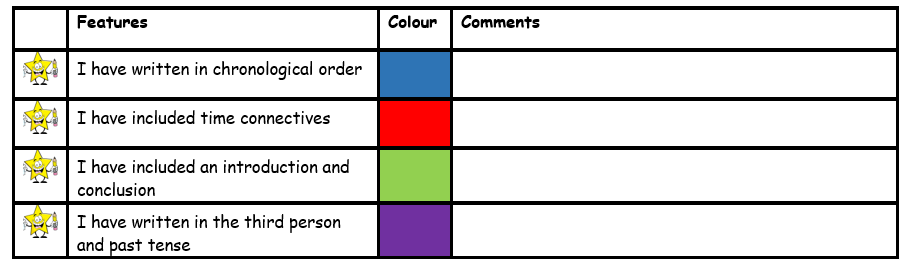 Features Colour Comments
I have written in chronological order
I have included time connectives
I have included an introduction and
conclusion
I have written in the third person
and past tense